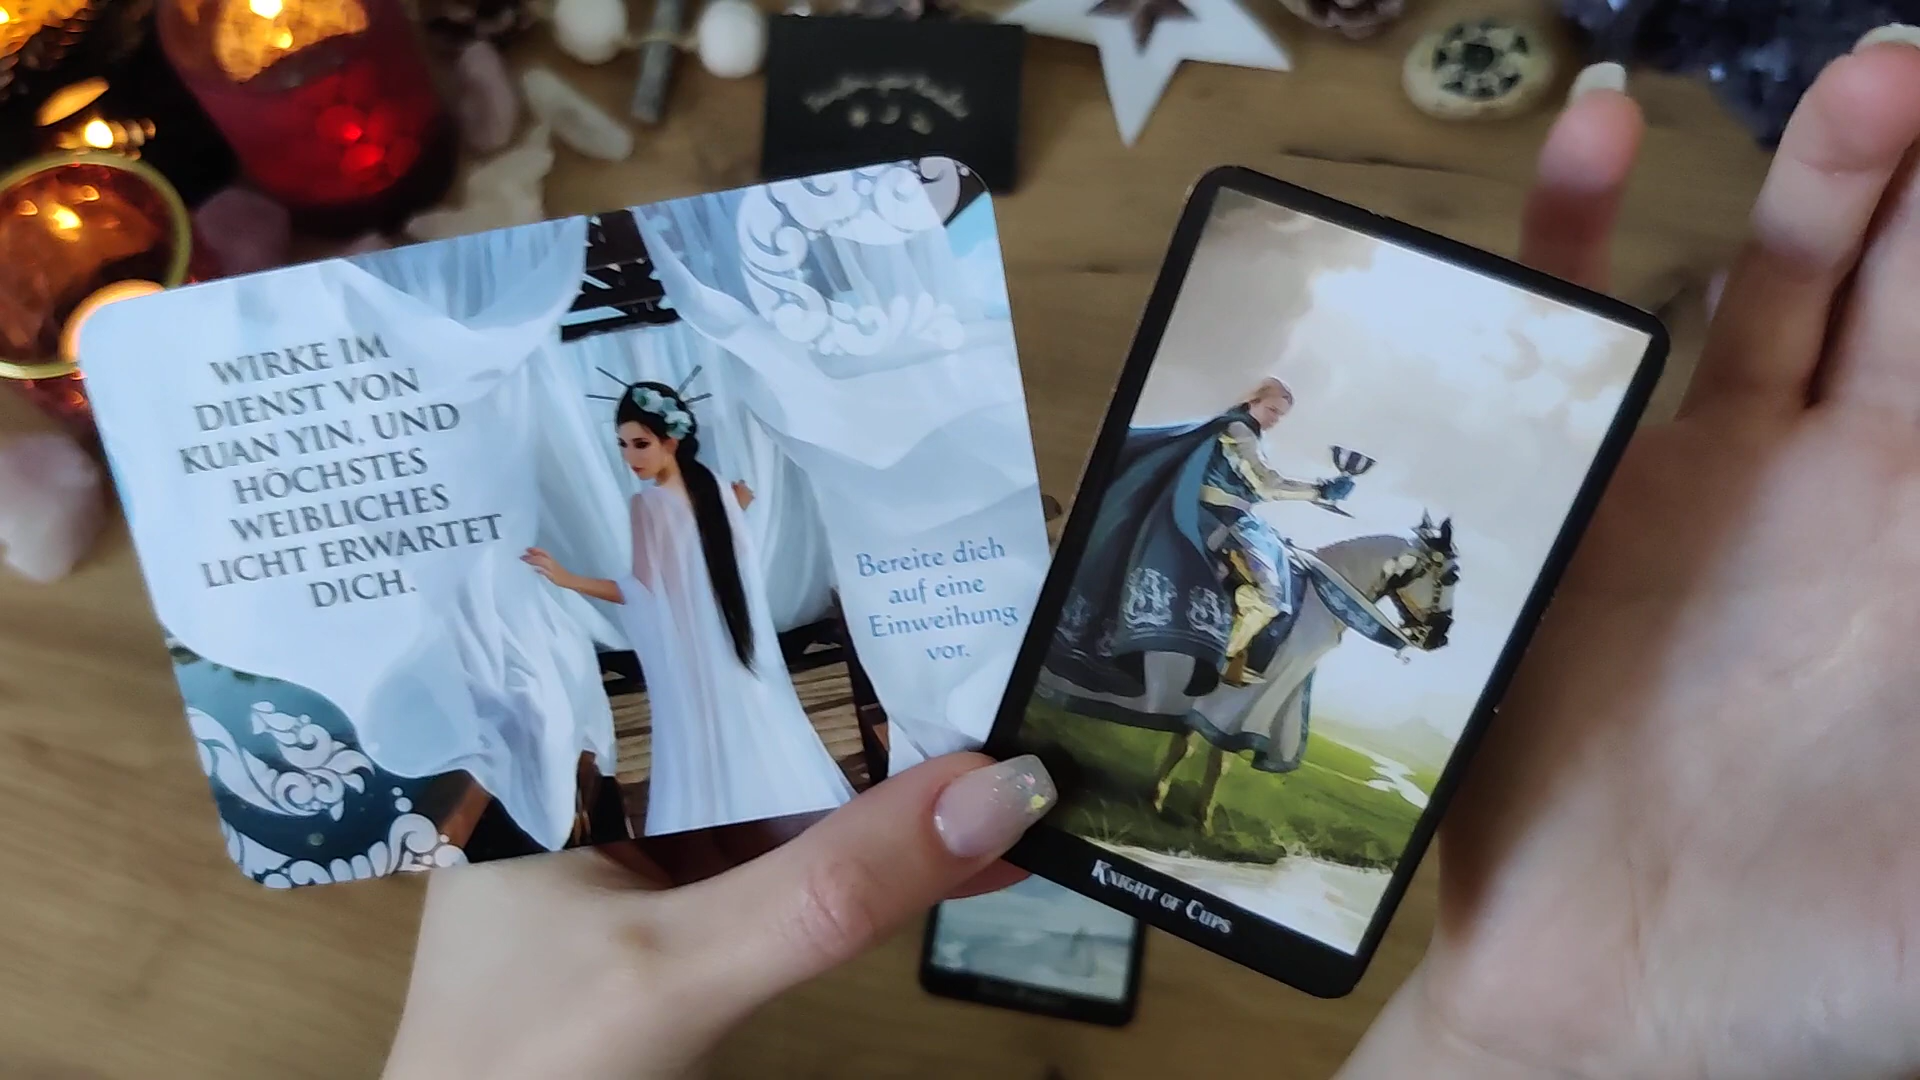 WIRKE IM
DIENST VON
KUAN YIN, UND
HÖCHSTES
WEIBLICHES
LICHT ERWARTET
DICH.
Bereite dich
auf eine
Einweihung
vor.
KNIGHT OF CUPS